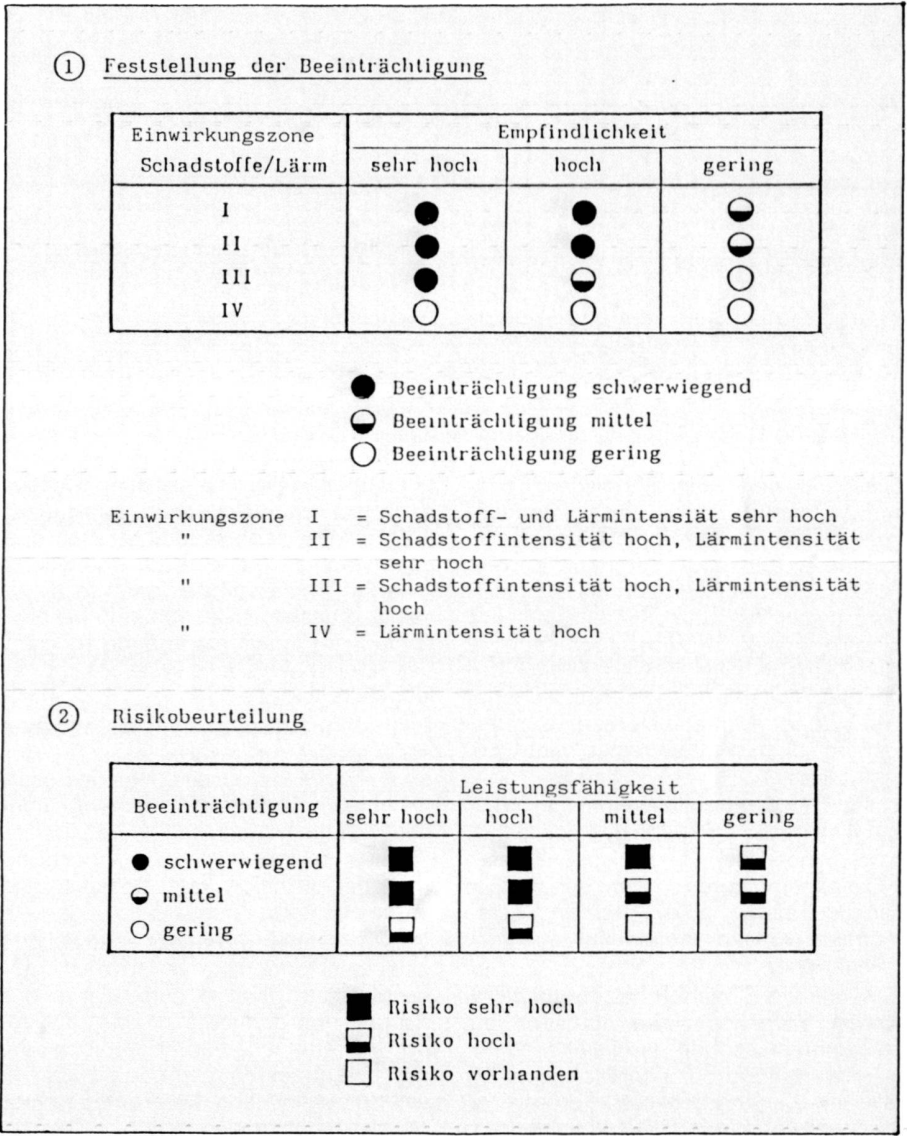 1 Feststellung der Beeinträchtigung
Einwirkungszone Empfindlichkeit
Schadstoffe/Lärm sehr hoch hoch gering
I
II
III
IV
Beeinträchtigung schwerwiegend
Beeinträchtigung mittel
Beeinträchtigung gering
Einwirkungszone I = Schadstoff- und Lärmintensiät sehr hoch
" II = Schadstoffintensität hoch, Lärmintensität
sehr hoch
" III = Schadstoffintensität hoch, Lärmintensität
hoch
" IV = Lärmintensität hoch
2 Risikobeurteilung
Leistungsfähigkeit
Beeinträchtigung sehr hoch hoch mittel gering
schwerwiegend
mittel
gering
Risiko sehr hoch
Risiko hoch
Risiko vorhanden